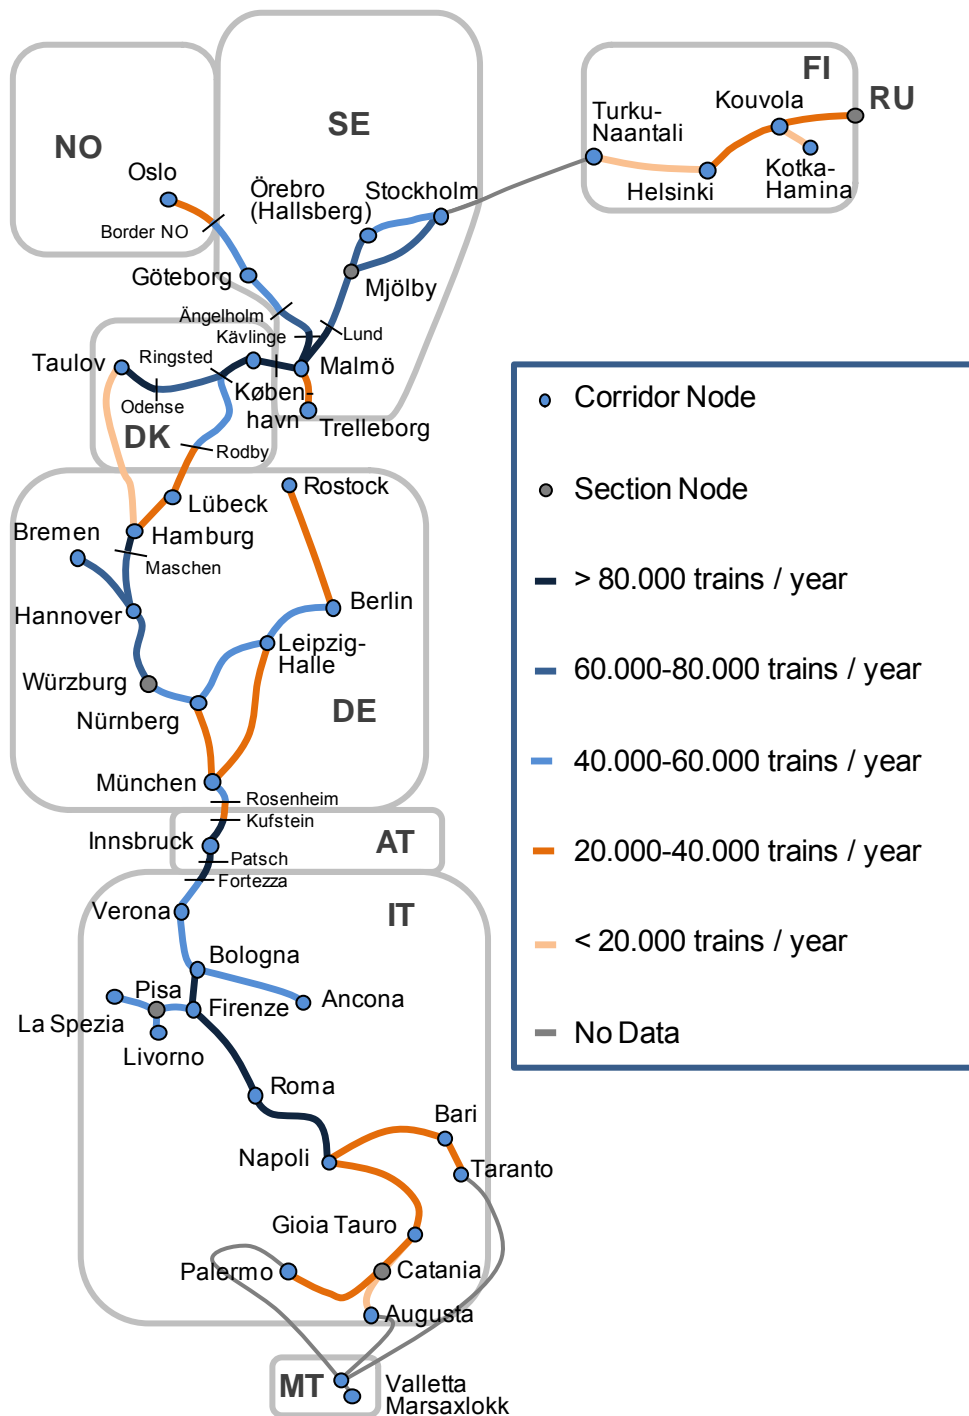 FI
RU
SE
NO
Turku-
Naantali
Kouvola
Kotka-
Hamina
Helsinki
Oslo
Örebro
(Hallsberg)
Stockholm
Border NO
Göteborg
Mjölby
Ängelholm
Kävlinge
Lund
Taulov
Ringsted
Malmö
Odense
Køben-
havn
Trelleborg
DK
Rodby
Lübeck
Rostock
Bremen
Hamburg
Maschen
Hannover
Berlin
Leipzig-
Halle
Würzburg
Nürnberg
DE
München
Rosenheim
Kufstein
Innsbruck
AT
Patsch
Fortezza
Verona
IT
Bologna
Pisa
Ancona
La Spezia
Firenze
Livorno
Roma
Bari
Napoli
Taranto
Gioia Tauro
Palermo
Catania
Augusta
MT
Valletta
Marsaxlokk
Corridor Node
Section Node
> 80.000 trains / year
60.000-80.000 trains / year
40.000-60.000 trains / year
20.000-40.000 trains / year
< 20.000 trains / year
No Data